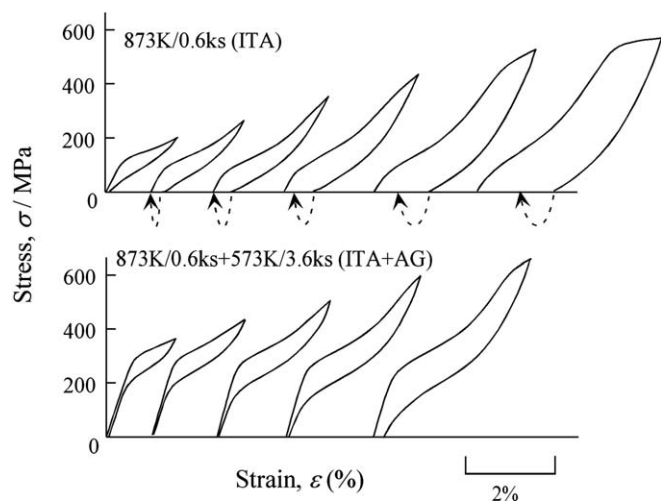 600
873K/0.6ks (ITA)
400
200
0
Stress, σ / MPa
873K/0.6ks+573K/3.6ks (ITA+AG)
600
400
200
0
Strain, ε (%)
2%